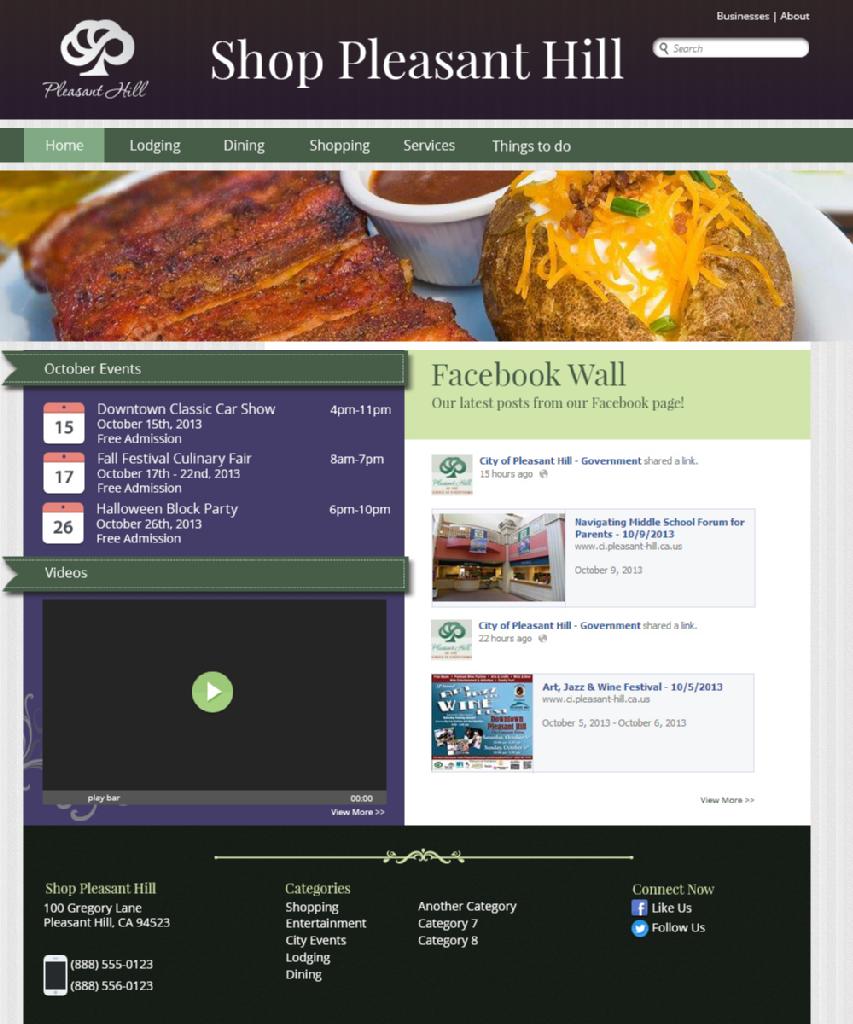 Businesses | About
Pleasant Hill
Shop Pleasant Hill
Search
Home Lodging Dining Shopping Services Things to do
October Events
15
Downtown Classic Car Show 4pm-11pm
October 15th, 2013
Free Admission
17
Fall Festival Culinary Fair 8am-7pm
October 17th - 22nd, 2013
Free Admission
26
Halloween Block Party 6pm-10pm
October 26th, 2013
Free Admission
Videos
play bar 00:00
View More >>
Facebook Wall
Our latest posts from our Facebook page!
Pleasant Hill
City of Pleasant Hill - Government shared a link.
15 hours ago
Navigating Middle School Forum for
Parents - 10/9/2013
www.ci.pleasant-hill.ca.us
October 9, 2013
Pleasant Hill
City of Pleasant Hill - Government shared a link.
22 hours ago
WINE
Downtown
Pleasant Hill
Art, Jazz & Wine Festival - 10/5/2013
www.ci.pleasant-hill.ca.us
October 5, 2013 - October 6, 2013
View More >>
Shop Pleasant Hill
100 Gregory Lane
Pleasant Hill, CA 94523
(888) 555-0123
(888) 556-0123
Categories
Shopping
Entertainment
City Events
Lodging
Dining
Another Category
Category 7
Category 8
Connect Now
Like Us
Follow Us